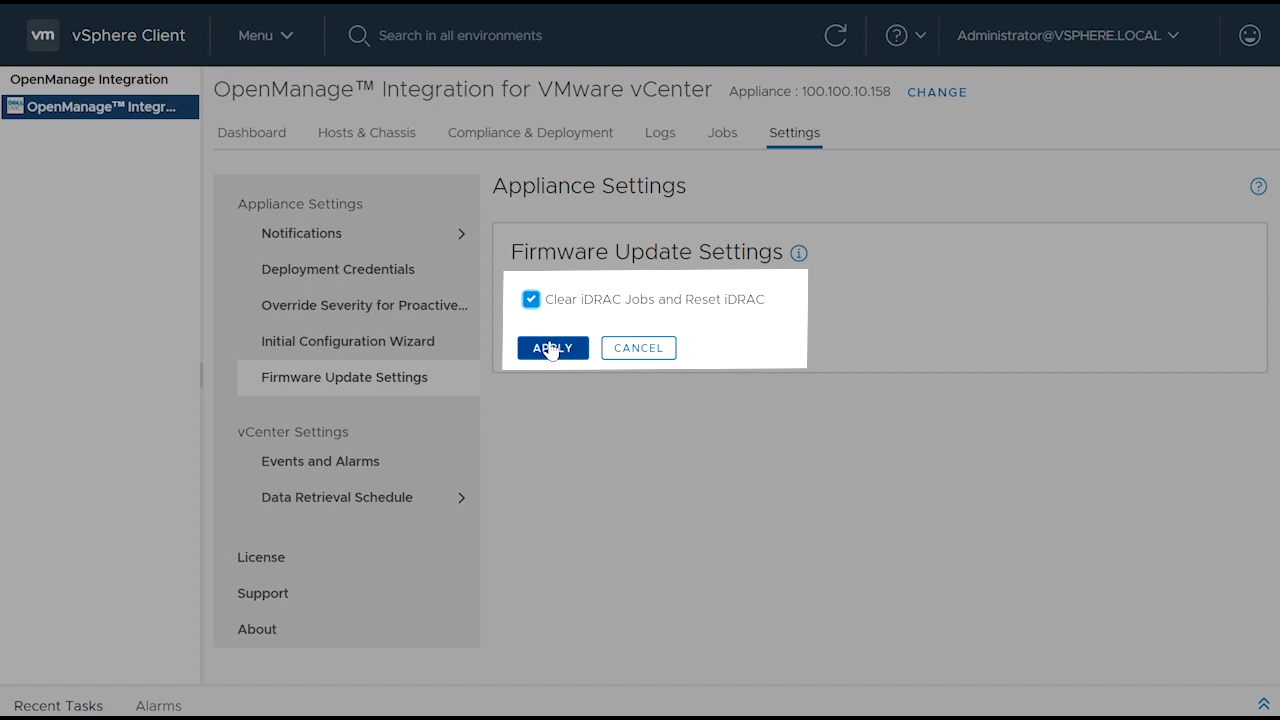 vm vSphere Client Menu Search in all environments Administrator@VSPHERE.LOCAL
OpenManage Integration
DELL EMC OpenManage™ Integr...
OpenManage™ Integration for VMware vCenter Appliance : 100.100.10.158 CHANGE
Dashboard Hosts & Chassis Compliance & Deployment Logs Jobs Settings
Appliance Settings
Notifications
Deployment Credentials
Override Severity for Proactive...
Initial Configuration Wizard
Firmware Update Settings
vCenter Settings
Events and Alarms
Data Retrieval Schedule
License
Support
About
Appliance Settings
Firmware Update Settings
Clear iDRAC Jobs and Reset iDRAC
APPLY CANCEL
Recent Tasks Alarms